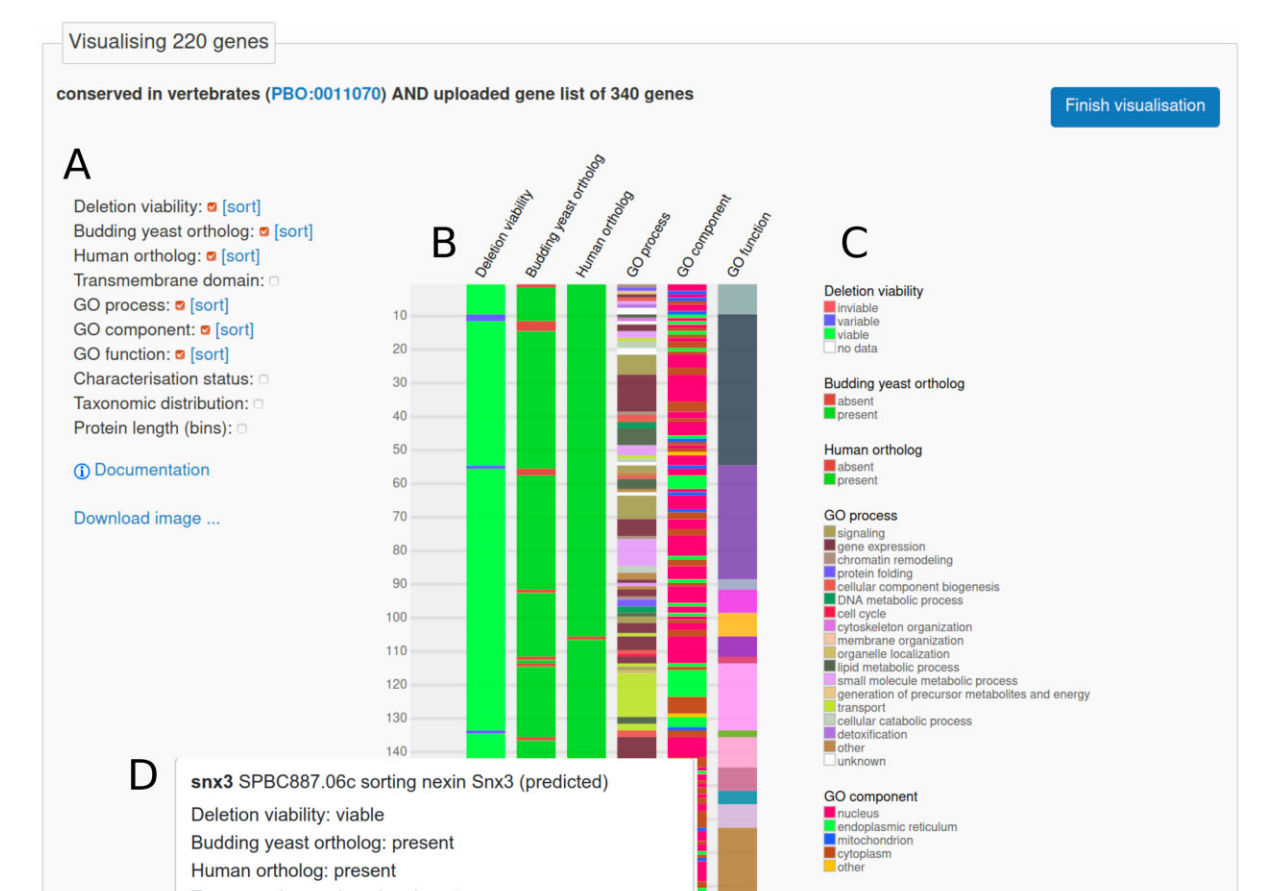 Visualising 220 genes
conserved in vertebrates (PBO:0011070) AND uploaded gene list of 340 genes
Finish visualisation
A
Deletion viability: [sort]
Budding yeast ortholog: [sort]
Human ortholog: [sort]
Transmembrane domain:
GO process: [sort]
GO component: [sort]
GO function: [sort]
Characterisation status:
Taxonomic distribution:
Protein length (bins):
Documentation
Download image ...
B
Deletion viability
Budding yeast ortholog
Human ortholog
GO process
GO component
GO function
10
20
30
40
50
60
70
80
90
100
110
120
130
140
C
Deletion viability
inviable
variable
viable
no data
Budding yeast ortholog
absent
present
Human ortholog
absent
present
GO process
signaling
gene expression
chromatin remodeling
protein folding
cellular component biogenesis
DNA metabolic process
cell cycle
cytoskeleton organization
membrane organization
organelle localization
lipid metabolic process
small molecule metabolic process
generation of precursor metabolites and energy
transport
cellular catabolic process
detoxification
other
unknown
GO component
nucleus
endoplasmic reticulum
mitochondrion
cytoplasm
other
D
snx3 SPBC887.06c sorting nexin Snx3 (predicted)
Deletion viability: viable
Budding yeast ortholog: present
Human ortholog: present